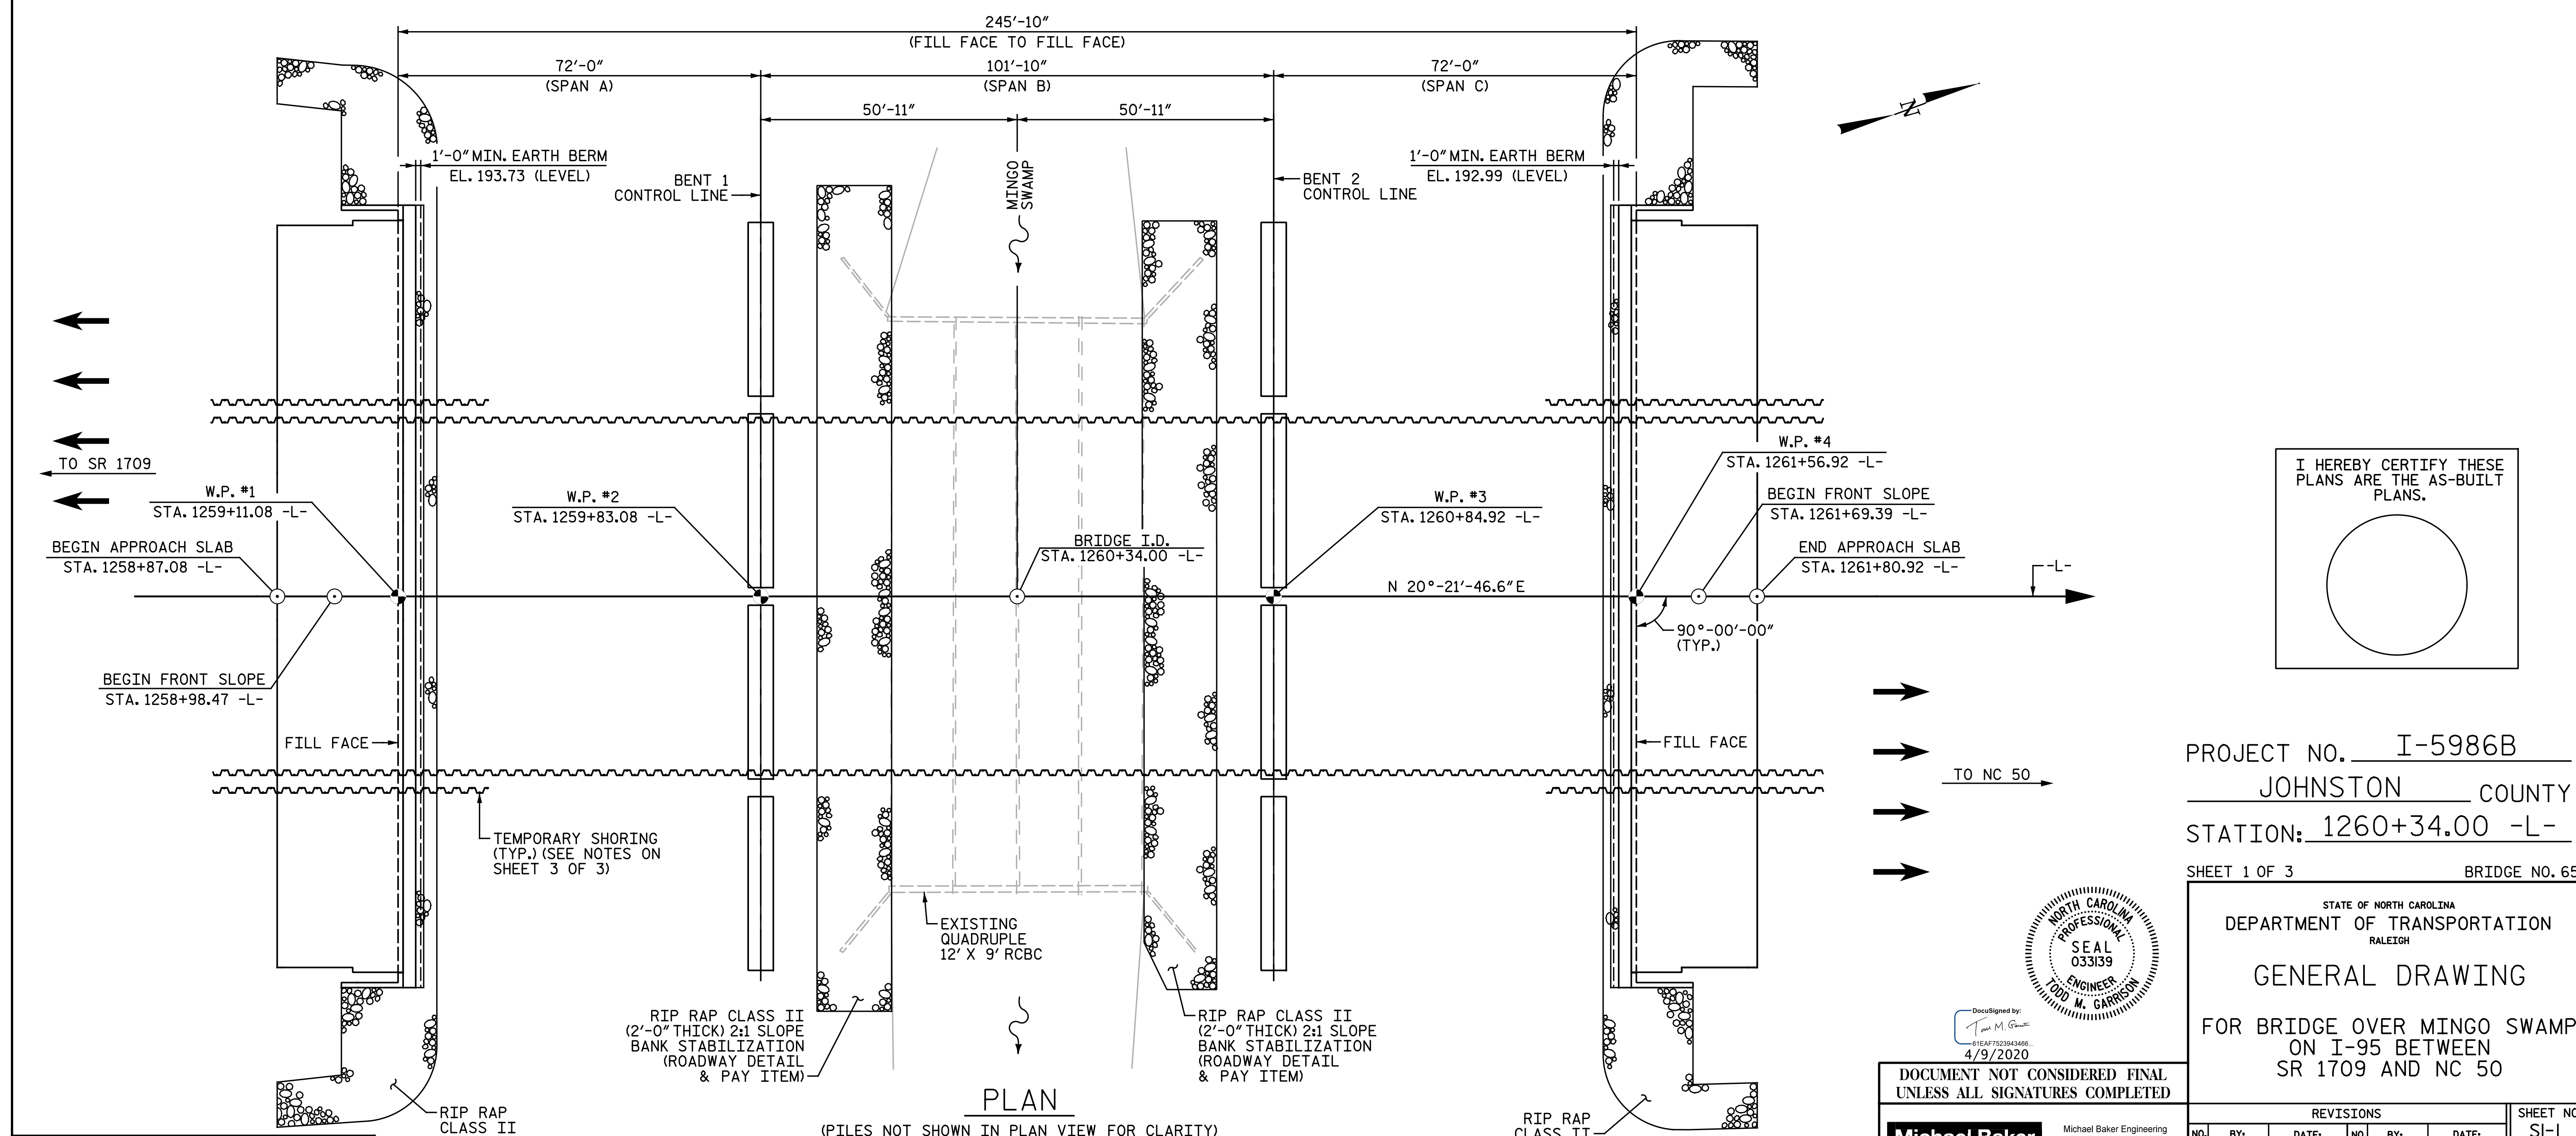 245'-10"
(FILL FACE TO FILL FACE)
72'-0"
(SPAN A)
101'-10"
(SPAN B)
72'-0"
(SPAN C)
50'-11"
50'-11"
1'-0" MIN. EARTH BERM
EL. 193.73 (LEVEL)
BENT 1
CONTROL LINE
MINGO
SWAMP
BENT 2
CONTROL LINE
1'-0" MIN. EARTH BERM
EL. 192.99 (LEVEL)
N
TO SR 1709
W.P. #1
STA. 1259+11.08 -L-
W.P. #2
STA. 1259+83.08 -L-
W.P. #3
STA. 1260+84.92 -L-
W.P. #4
STA. 1261+56.92 -L-
BEGIN FRONT SLOPE
STA. 1261+69.39 -L-
BEGIN APPROACH SLAB
STA. 1258+87.08 -L-
BRIDGE I.D.
STA. 1260+34.00 -L-
END APPROACH SLAB
STA. 1261+80.92 -L-
N 20°-21'-46.6" E
-L-
90°-00'-00"
(TYP.)
BEGIN FRONT SLOPE
STA. 1258+98.47 -L-
FILL FACE
FILL FACE
TO NC 50
TEMPORARY SHORING
(TYP.) (SEE NOTES ON
SHEET 3 OF 3)
EXISTING
QUADRUPLE
12' X 9' RCBC
RIP RAP CLASS II
(2'-0" THICK) 2:1 SLOPE
BANK STABILIZATION
(ROADWAY DETAIL
& PAY ITEM)
RIP RAP CLASS II
(2'-0" THICK) 2:1 SLOPE
BANK STABILIZATION
(ROADWAY DETAIL
& PAY ITEM)
RIP RAP
CLASS II
RIP RAP
CLASS II
PLAN
(PILES NOT SHOWN IN PLAN VIEW FOR CLARITY)
I HEREBY CERTIFY THESE
PLANS ARE THE AS-BUILT
PLANS.
PROJECT NO. I-5986B
JOHNSTON COUNTY
STATION: 1260+34.00 -L-
SHEET 1 OF 3 BRIDGE NO. 65
STATE OF NORTH CAROLINA
DEPARTMENT OF TRANSPORTATION
RALEIGH
GENERAL DRAWING
FOR BRIDGE OVER MINGO SWAMP
ON I-95 BETWEEN
SR 1709 AND NC 50
NORTH CAROLINA
PROFESSIONAL
SEAL
033139
ENGINEER
TODD M. GARRISON
DocuSigned by:
61EAF7523943466...
4/9/2020
DOCUMENT NOT CONSIDERED FINAL
UNLESS ALL SIGNATURES COMPLETED
Michael Baker
Michael Baker Engineering
REVISIONS
NO. BY: DATE: NO. BY: DATE:
SHEET NO.
S1-1